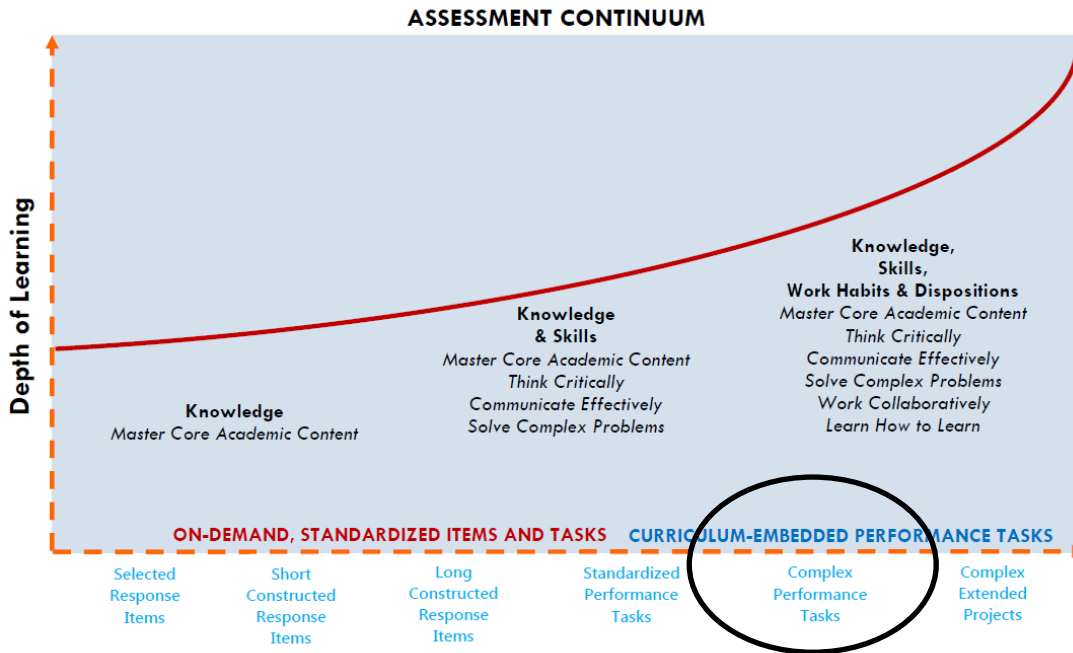 ASSESSMENT CONTINUUM
Depth of Learning
Knowledge
Master Core Academic Content
Knowledge
& Skills
Master Core Academic Content
Think Critically
Communicate Effectively
Solve Complex Problems
Knowledge,
Skills,
Work Habits & Dispositions
Master Core Academic Content
Think Critically
Communicate Effectively
Solve Complex Problems
Work Collaboratively
Learn How to Learn
ON-DEMAND, STANDARDIZED ITEMS AND TASKS
CURRICULUM-EMBEDDED PERFORMANCE TASKS
Selected
Response
Items
Short
Constructed
Response
Items
Long
Constructed
Response
Items
Standardized
Performance
Tasks
Complex
Performance
Tasks
Complex
Extended
Projects